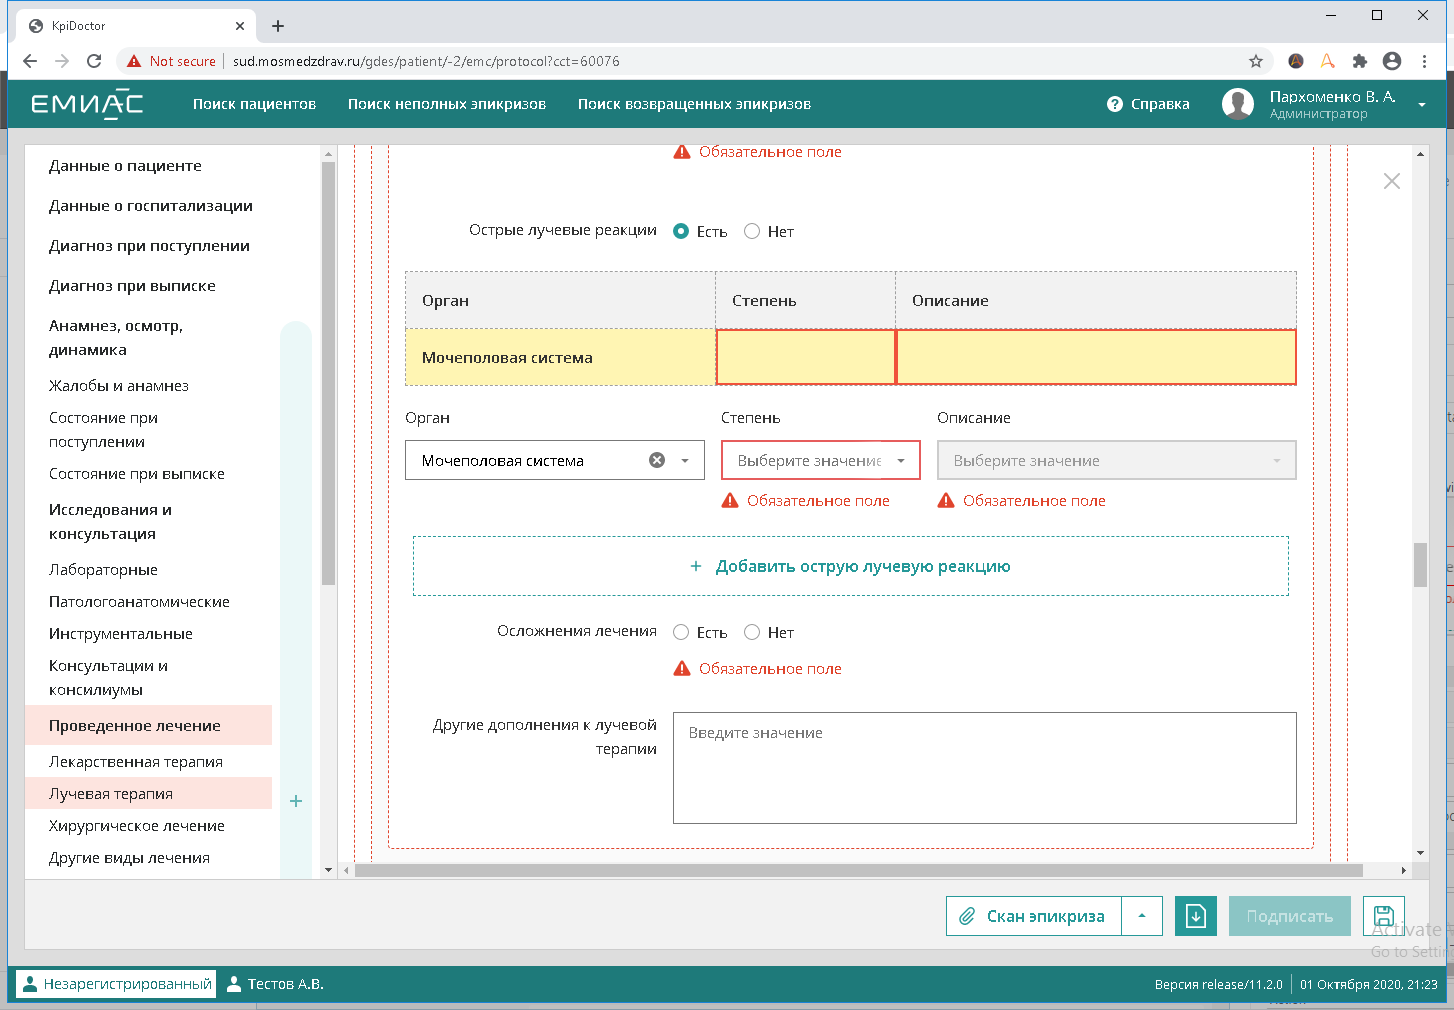 KpiDoctor
Not secure
sud.mosmedzdrav.ru/gdes/patient/-2/emc/protocol?cct=60076
ЕМИАС
Поиск пациентов
Поиск неполных эпикризов
Поиск возвращенных эпикризов
Справка
Пархоменко В. А.
Администратор
Данные о пациенте
Данные о госпитализации
Диагноз при поступлении
Диагноз при выписке
Анамнез, осмотр,
динамика
Жалобы и анамнез
Состояние при
поступлении
Состояние при выписке
Исследования и
консультация
Лабораторные
Патологоанатомические
Инструментальные
Консультации и
консилиумы
Проведенное лечение
Лекарственная терапия
Лучевая терапия
Хирургическое лечение
Другие виды лечения
Обязательное поле
Острые лучевые реакции
Есть
Нет
Орган
Степень
Описание
Мочеполовая система
Орган
Степень
Описание
Мочеполовая система
Выберите значение
Выберите значение
Обязательное поле
Обязательное поле
+ Добавить острую лучевую реакцию
Осложнения лечения
Есть
Нет
Обязательное поле
Другие дополнения к лучевой
терапии
Введите значение
Скан эпикриза
Подписать
Activate
Go to Settin
Незарегистрированный
Тестов А.В.
Версия release/11.2.0
01 Октября 2020, 21:23